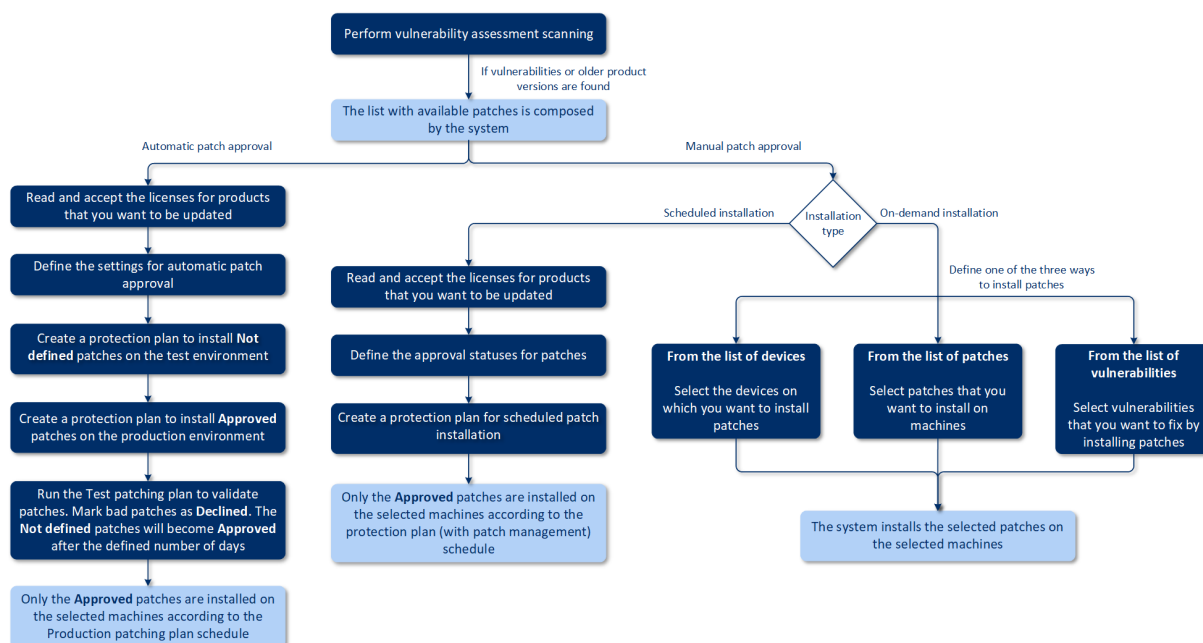 Perform vulnerability assessment scanning
If vulnerabilities or older product
versions are found
The list with available patches is composed
by the system
Automatic patch approval
Manual patch approval
Read and accept the licenses for products
that you want to be updated
Define the settings for automatic patch
approval
Create a protection plan to install Not
defined patches on the test environment
Create a protection plan to install Approved
patches on the production environment
Run the Test patching plan to validate
patches. Mark bad patches as Declined. The
Not defined patches will become Approved
after the defined number of days
Only the Approved patches are installed on
the selected machines according to the
Production patching plan schedule
Installation
type
Scheduled installation
On-demand installation
Read and accept the licenses for products
that you want to be updated
Define the approval statuses for patches
Create a protection plan for scheduled patch
installation
Only the Approved patches are installed on
the selected machines according to the
protection plan (with patch management)
schedule
Define one of the three ways
to install patches
From the list of devices
Select the devices on
which you want to install
patches
From the list of patches
Select patches that you
want to install on
machines
From the list of
vulnerabilities
Select vulnerabilities
that you want to fix by
installing patches
The system installs the selected patches on
the selected machines